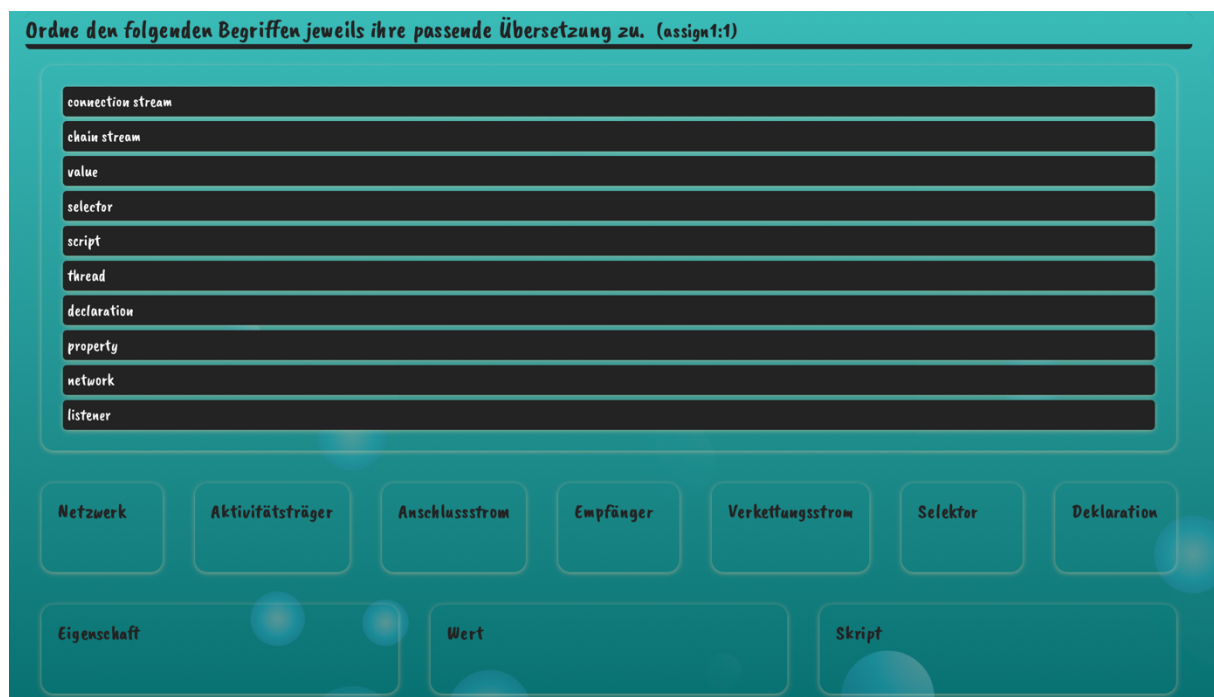 Ordne den folgenden Begriffen jeweils ihre passende Übersetzung zu. (assign1:1)
connection stream
chain stream
value
selector
script
thread
declaration
property
network
listener
Netzwerk Aktivitätsträger Anschlussstrom Empfänger Verkettungsstrom Selektor Deklaration
Eigenschaft Wert Skript